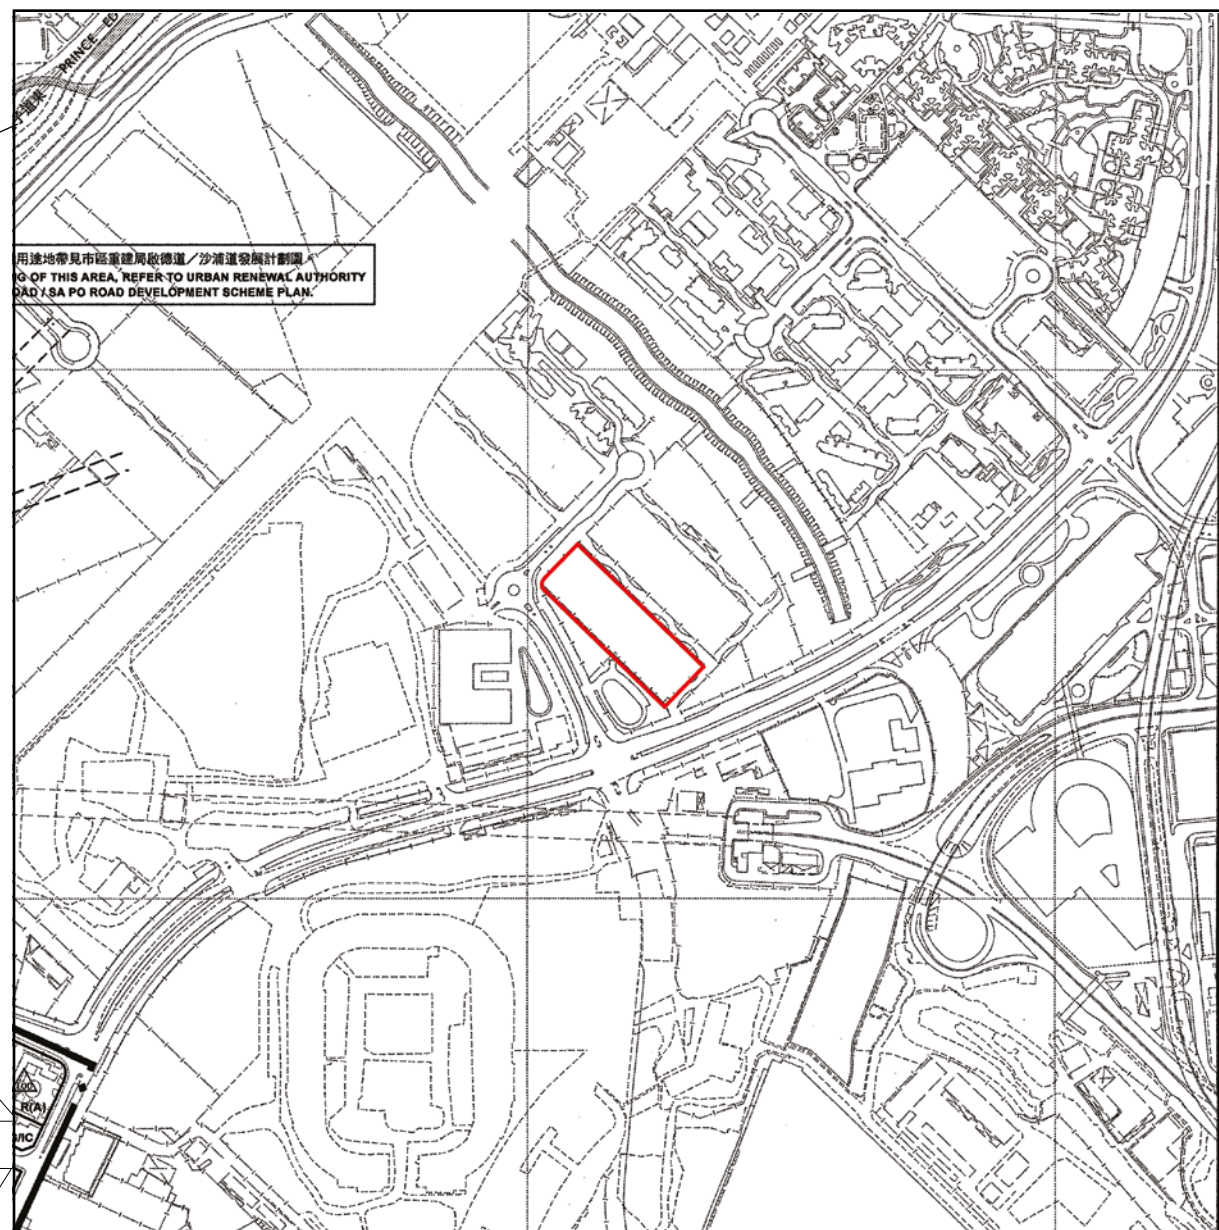 PRINCE ED
用途地帶見市區重建局啟德道／沙浦道發展計劃圖。
G OF THIS AREA, REFER TO URBAN RENEWAL AUTHORITY
OAD / SA PO ROAD DEVELOPMENT SCHEME PLAN.
R(A)
/IC